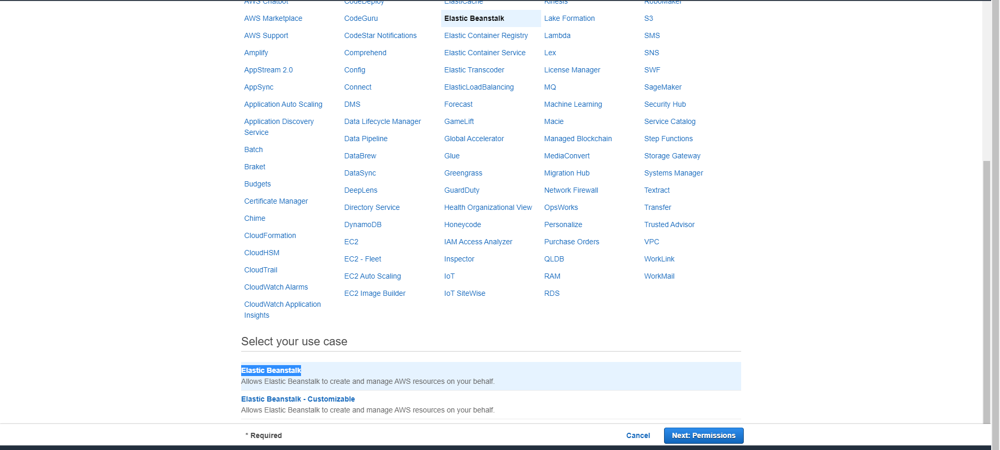 AWS Chatbot
AWS Marketplace
AWS Support
Amplify
AppStream 2.0
AppSync
Application Auto Scaling
Application Discovery
Service
Batch
Braket
Budgets
Certificate Manager
Chime
CloudFormation
CloudHSM
CloudTrail
CloudWatch Alarms
CloudWatch Application
Insights
CodeDeploy
CodeGuru
CodeStar Notifications
Comprehend
Config
Connect
DMS
Data Lifecycle Manager
Data Pipeline
DataBrew
DataSync
DeepLens
Directory Service
DynamoDB
EC2
EC2 - Fleet
EC2 Auto Scaling
EC2 Image Builder
ElastiCache
Elastic Beanstalk
Elastic Container Registry
Elastic Container Service
Elastic Transcoder
ElasticLoadBalancing
Forecast
GameLift
Global Accelerator
Glue
Greengrass
GuardDuty
Health Organizational View
Honeycode
IAM Access Analyzer
Inspector
IoT
IoT SiteWise
Kinesis
Lake Formation
Lambda
Lex
License Manager
MQ
Machine Learning
Macie
Managed Blockchain
MediaConvert
Migration Hub
Network Firewall
OpsWorks
Personalize
Purchase Orders
QLDB
RAM
RDS
RoboMaker
S3
SMS
SNS
SWF
SageMaker
Security Hub
Service Catalog
Step Functions
Storage Gateway
Systems Manager
Textract
Transfer
Trusted Advisor
VPC
WorkLink
WorkMail
Select your use case
Elastic Beanstalk
Allows Elastic Beanstalk to create and manage AWS resources on your behalf.
Elastic Beanstalk - Customizable
Allows Elastic Beanstalk to create and manage AWS resources on your behalf.
* Required
Cancel
Next: Permissions